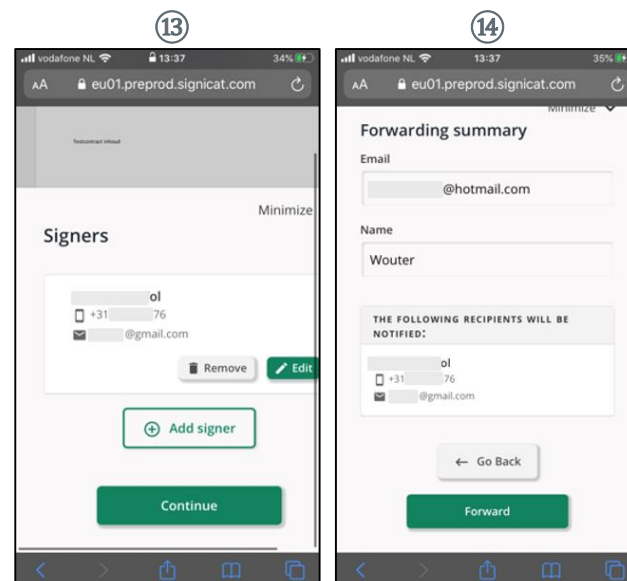 ⑬
vodafone NL 13:37 34%
AA eu01.preprod.signicat.com
Testcontract inhoud
Minimize
Signers
ol
+31 76
@gmail.com
Remove Edit
Add signer
Continue
⑭
vodafone NL 13:37 35%
AA eu01.preprod.signicat.com
Minimize
Forwarding summary
Email
@hotmail.com
Name
Wouter
THE FOLLOWING RECIPIENTS WILL BE
NOTIFIED:
ol
+31 76
@gmail.com
← Go Back
Forward